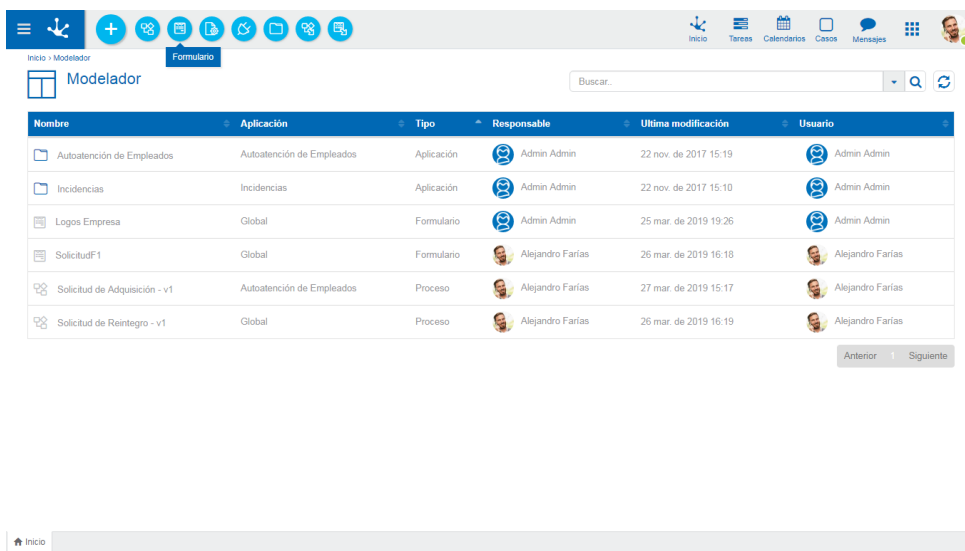 Inicio Tareas Calendarios Casos Mensajes
Inicio › Modelador
Formulario
Modelador
Buscar...
Nombre Aplicación Tipo Responsable Ultima modificación Usuario
Autoatención de Empleados Autoatención de Empleados Aplicación Admin Admin 22 nov. de 2017 15:19 Admin Admin
Incidencias Incidencias Aplicación Admin Admin 22 nov. de 2017 15:10 Admin Admin
Logos Empresa Global Formulario Admin Admin 25 mar. de 2019 19:26 Admin Admin
SolicitudF1 Global Formulario Alejandro Farías 26 mar. de 2019 16:18 Alejandro Farías
Solicitud de Adquisición - v1 Autoatención de Empleados Proceso Alejandro Farías 27 mar. de 2019 15:17 Alejandro Farías
Solicitud de Reintegro - v1 Global Proceso Alejandro Farías 26 mar. de 2019 16:19 Alejandro Farías
Anterior 1 Siguiente
Inicio